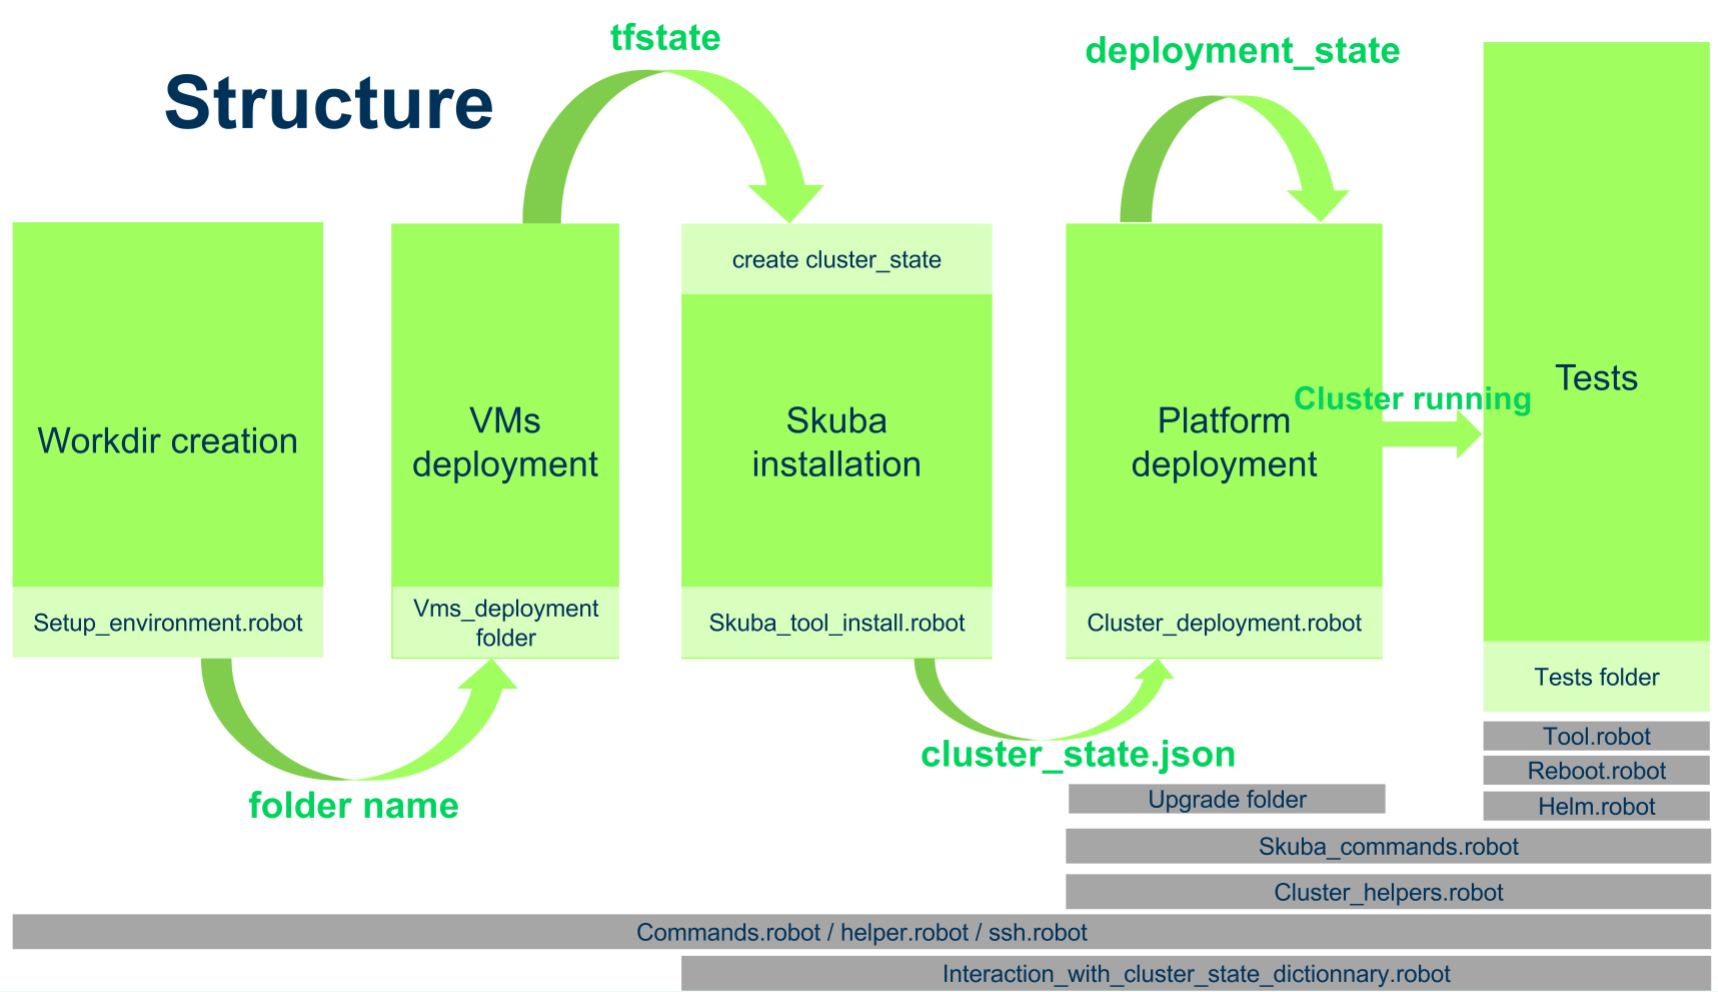 Structure
tfstate
deployment_state
create cluster_state
Workdir creation
VMs
deployment
Skuba
installation
Platform
deployment
Cluster running
Tests
Setup_environment.robot
Vms_deployment
folder
Skuba_tool_install.robot
Cluster_deployment.robot
Tests folder
folder name
cluster_state.json
Tool.robot
Reboot.robot
Upgrade folder
Helm.robot
Skuba_commands.robot
Cluster_helpers.robot
Commands.robot / helper.robot / ssh.robot
Interaction_with_cluster_state_dictionnary.robot